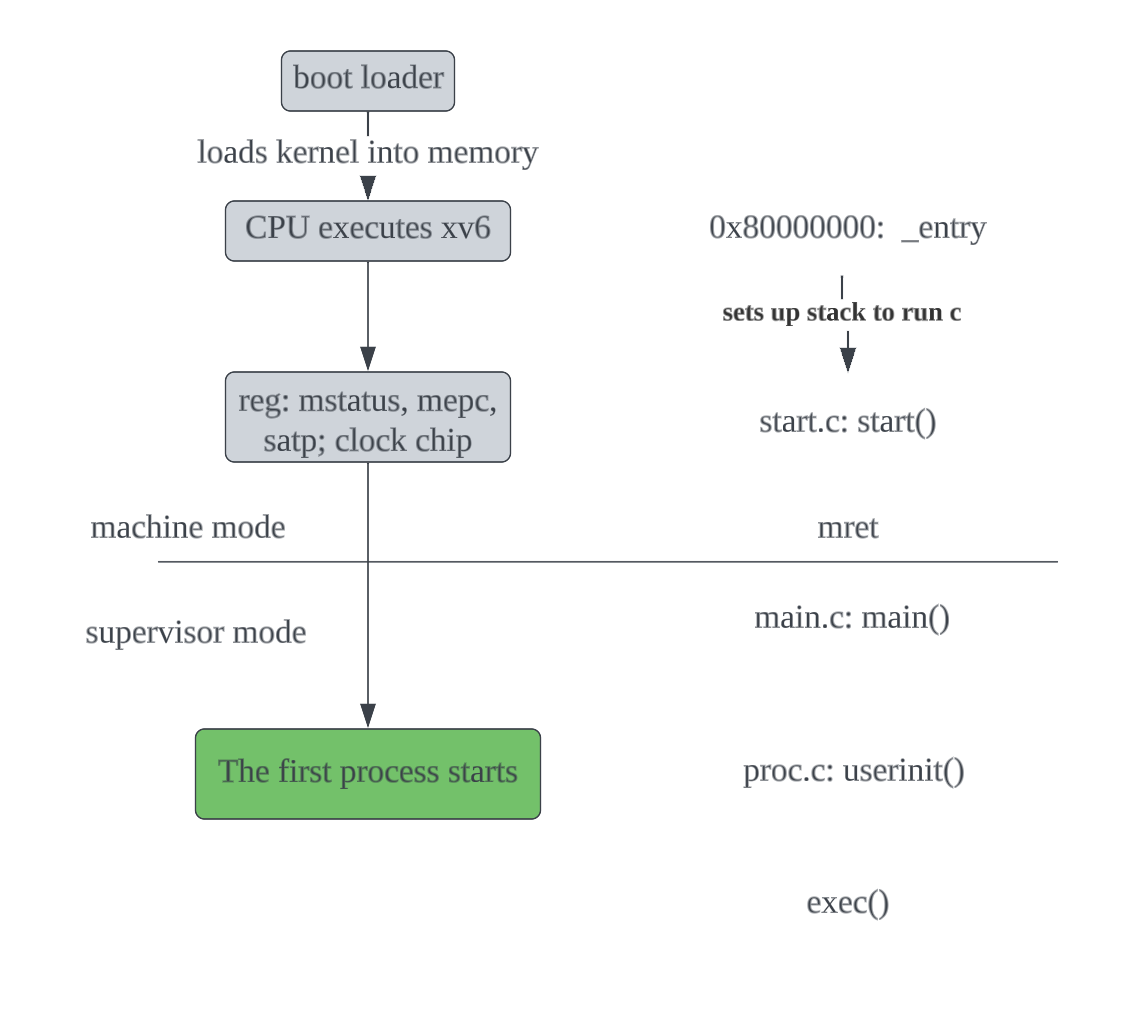 boot loader
loads kernel into memory
CPU executes xv6
0x80000000: _entry
sets up stack to run c
reg: mstatus, mepc,
satp; clock chip
start.c: start()
machine mode
mret
supervisor mode
main.c: main()
The first process starts
proc.c: userinit()
exec()